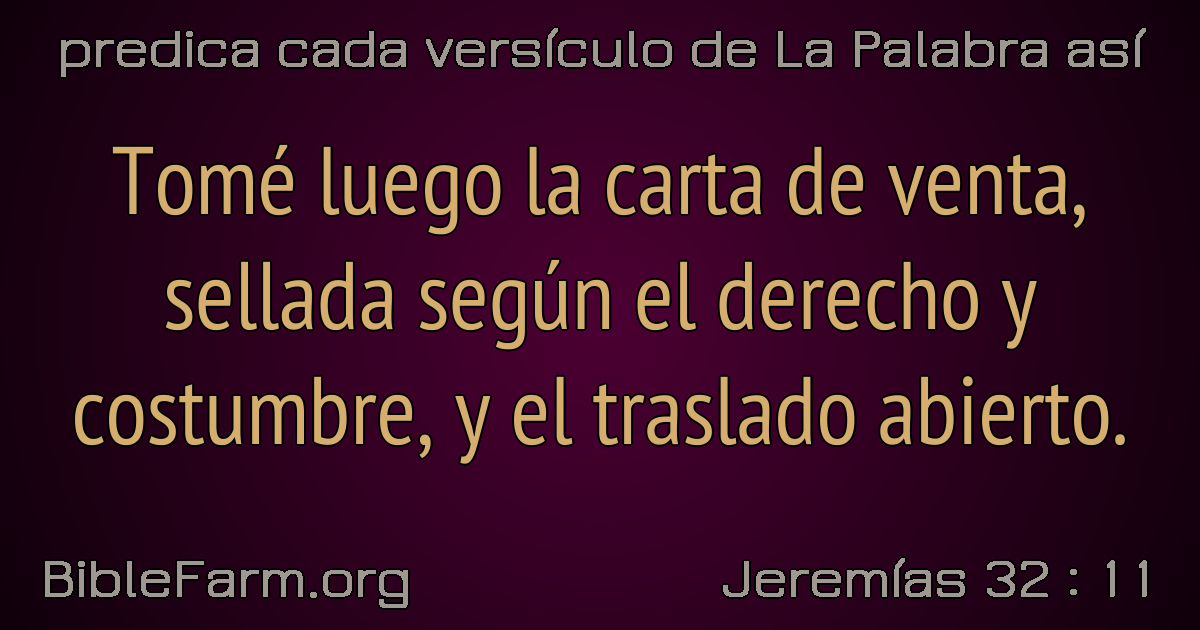 predica cada versículo de La Palabra así
Tomé luego la carta de venta,
sellada según el derecho y
costumbre, y el traslado abierto.
BibleFarm.org
Jeremías 32 : 11